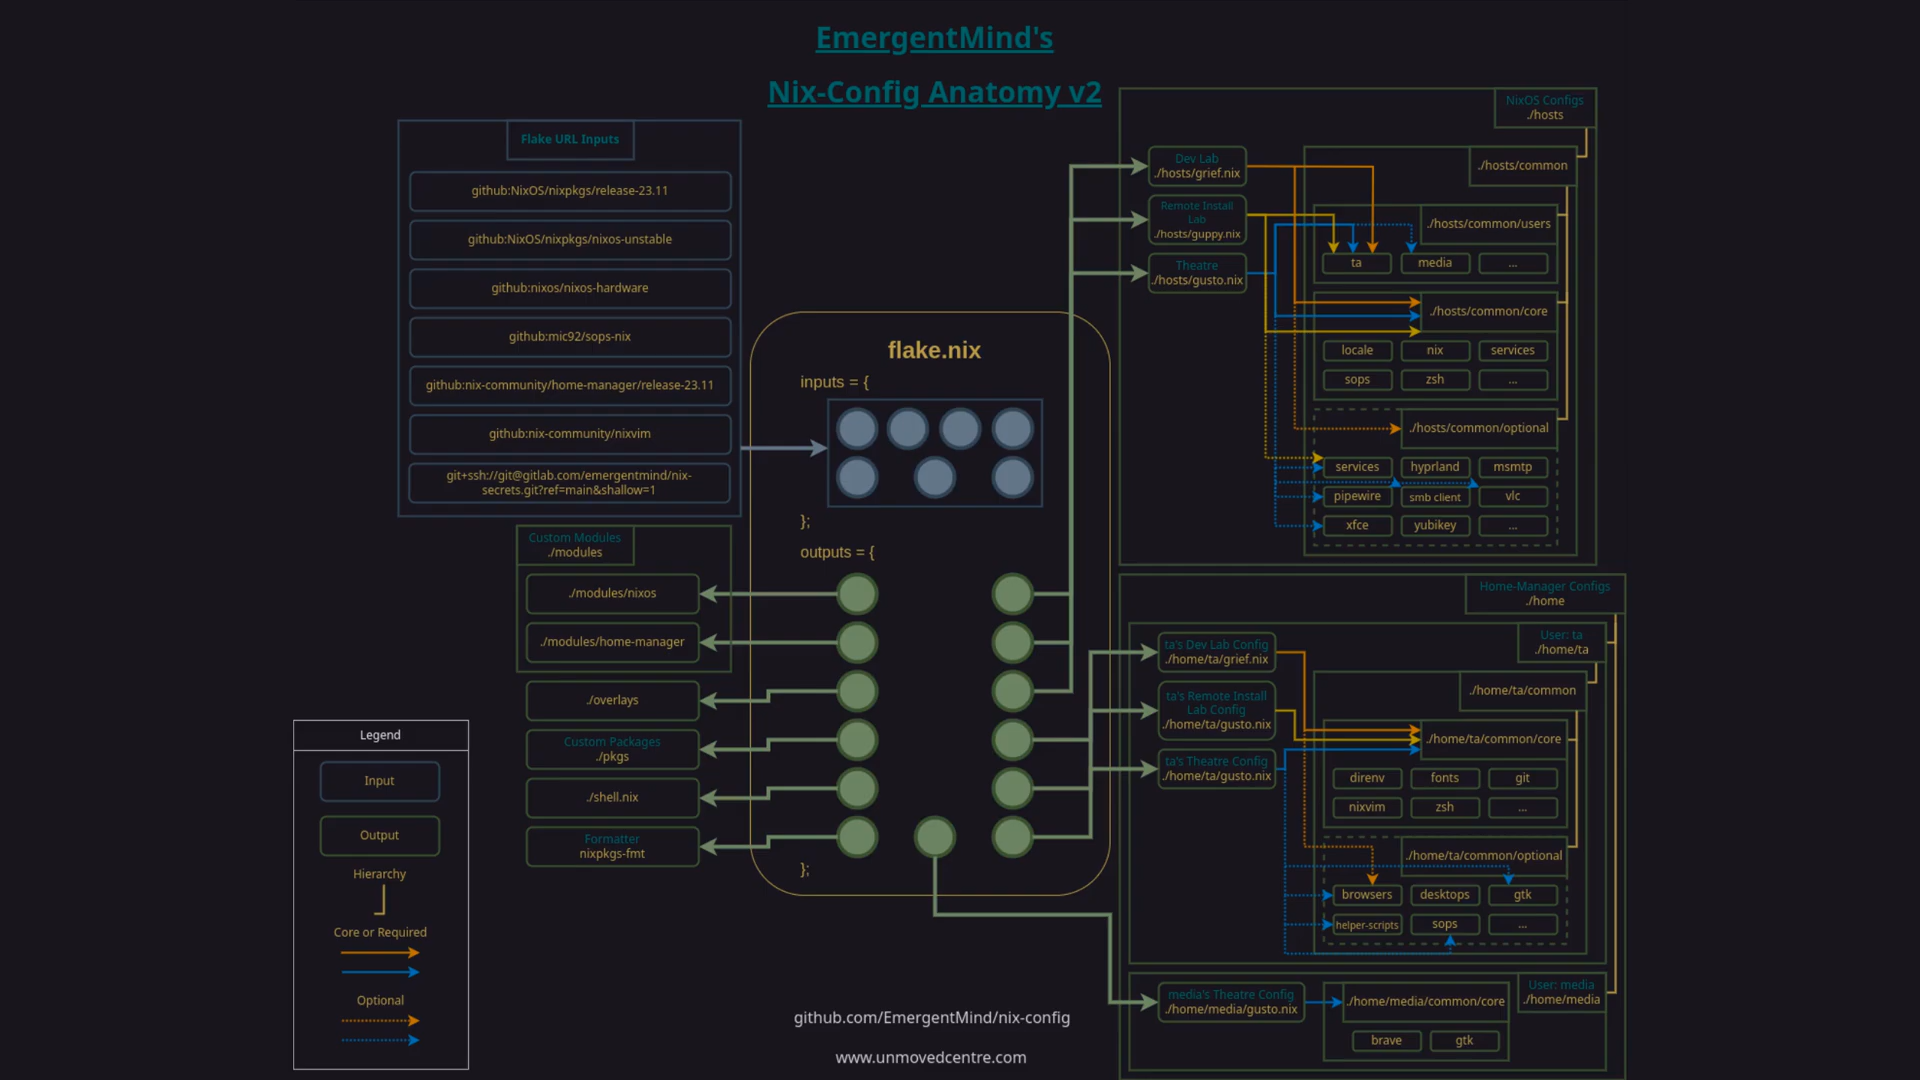 EmergentMind's
Nix-Config Anatomy v2
Flake URL Inputs
github:NixOS/nixpkgs/release-23.11
github:NixOS/nixpkgs/nixos-unstable
github:nixos/nixos-hardware
github:mic92/sops-nix
github:nix-community/home-manager/release-23.11
github:nix-community/nixvim
git+ssh://git@gitlab.com/emergentmind/nix-
secrets.git?ref=main&shallow=1
Custom Modules
./modules
./modules/nixos
./modules/home-manager
./overlays
Custom Packages
./pkgs
./shell.nix
Formatter
nixpkgs-fmt
Legend
Input
Output
Hierarchy
Core or Required
Optional
flake.nix
inputs = {
};
outputs = {
};
github.com/EmergentMind/nix-config
www.unmovedcentre.com
NixOS Configs
./hosts
Dev Lab
./hosts/grief.nix
Remote Install
Lab
./hosts/guppy.nix
Theatre
./hosts/gusto.nix
./hosts/common
./hosts/common/users
ta
media
...
./hosts/common/core
locale
nix
services
sops
zsh
...
./hosts/common/optional
services
hyprland
msmtp
pipewire
smb client
vlc
xfce
yubikey
...
Home-Manager Configs
./home
User: ta
./home/ta
ta's Dev Lab Config
./home/ta/grief.nix
ta's Remote Install
Lab Config
./home/ta/gusto.nix
ta's Theatre Config
./home/ta/gusto.nix
./home/ta/common
./home/ta/common/core
direnv
fonts
git
nixvim
zsh
...
./home/ta/common/optional
browsers
desktops
gtk
helper-scripts
sops
...
User: media
./home/media
media's Theatre Config
./home/media/gusto.nix
./home/media/common/core
brave
gtk